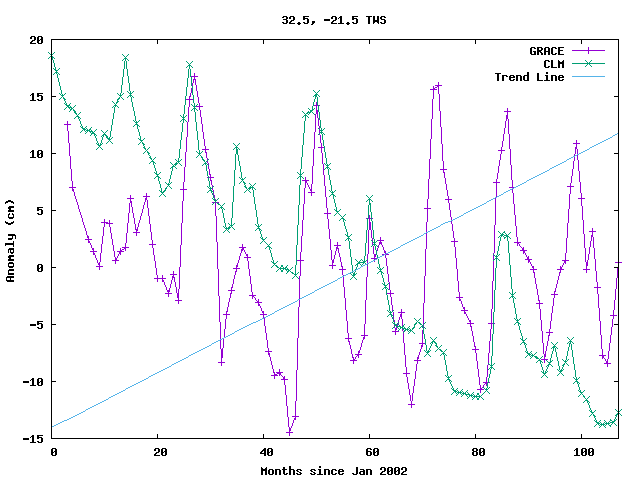 32.5, -21.5 TWS
GRACE
CLM
Trend Line
20
15
10
5
0
-5
-10
-15
Anomaly (cm)
0 20 40 60 80 100
Months since Jan 2002